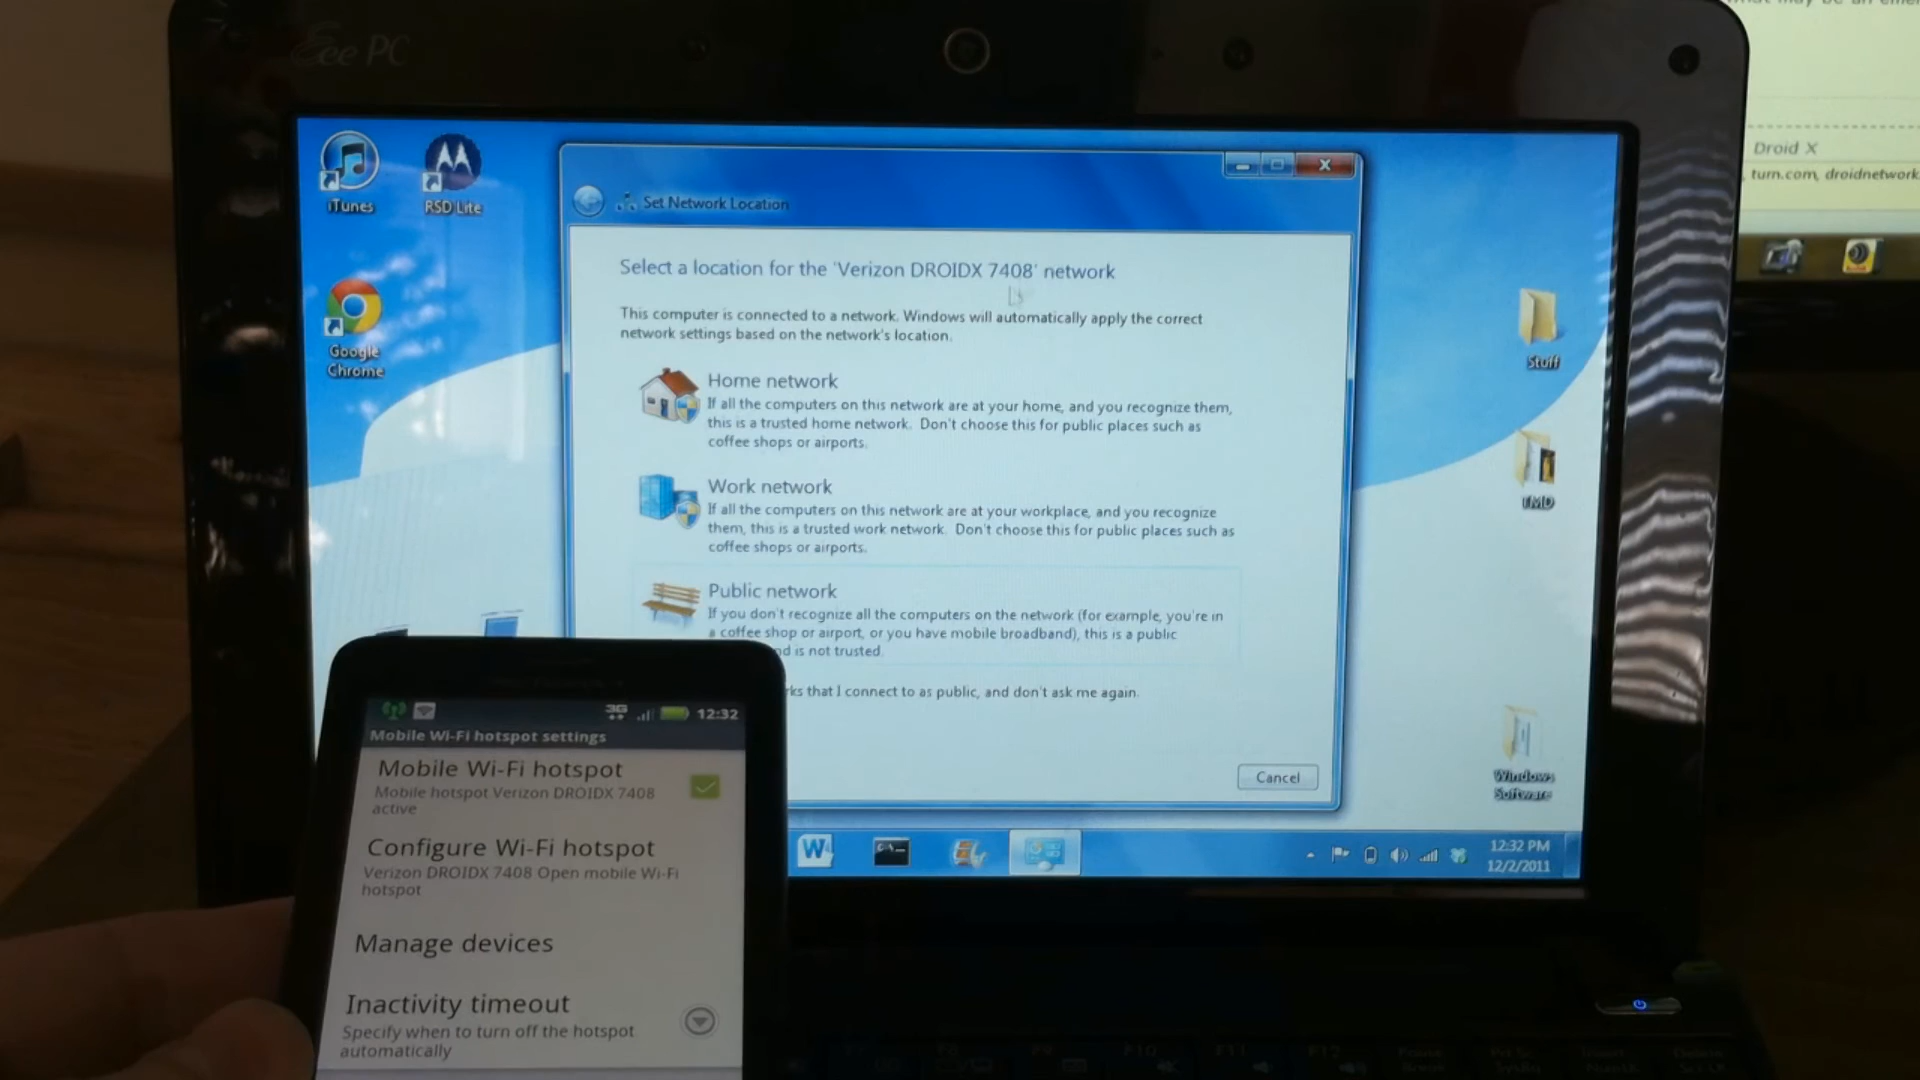 Eee PC
iTunes
RSD Lite
Google
Chrome
Set Network Location
Select a location for the 'Verizon DROIDX 7408' network
This computer is connected to a network. Windows will automatically apply the correct
network settings based on the network's location.
Home network
If all the computers on this network are at your home, and you recognize them,
this is a trusted home network. Don't choose this for public places such as
coffee shops or airports.
Work network
If all the computers on this network are at your workplace, and you recognize
them, this is a trusted work network. Don't choose this for public places such as
coffee shops or airports.
Public network
If you don't recognize all the computers on the network (for example, you're in
a coffee shop or airport, or you have mobile broadband), this is a public
nd is not trusted.
rks that I connect to as public, and don't ask me again.
Cancel
Stuff
TMD
Windows
Software
W
12:32 PM
12/2/2011
Droid X
turn.com, droidnetwork
3G
12:32
Mobile Wi-Fi hotspot settings
Mobile Wi-Fi hotspot
Mobile hotspot Verizon DROIDX 7408
active
Configure Wi-Fi hotspot
Verizon DROIDX 7408 Open mobile Wi-Fi
hotspot
Manage devices
Inactivity timeout
Specify when to turn off the hotspot
automatically
F10
F11
F12